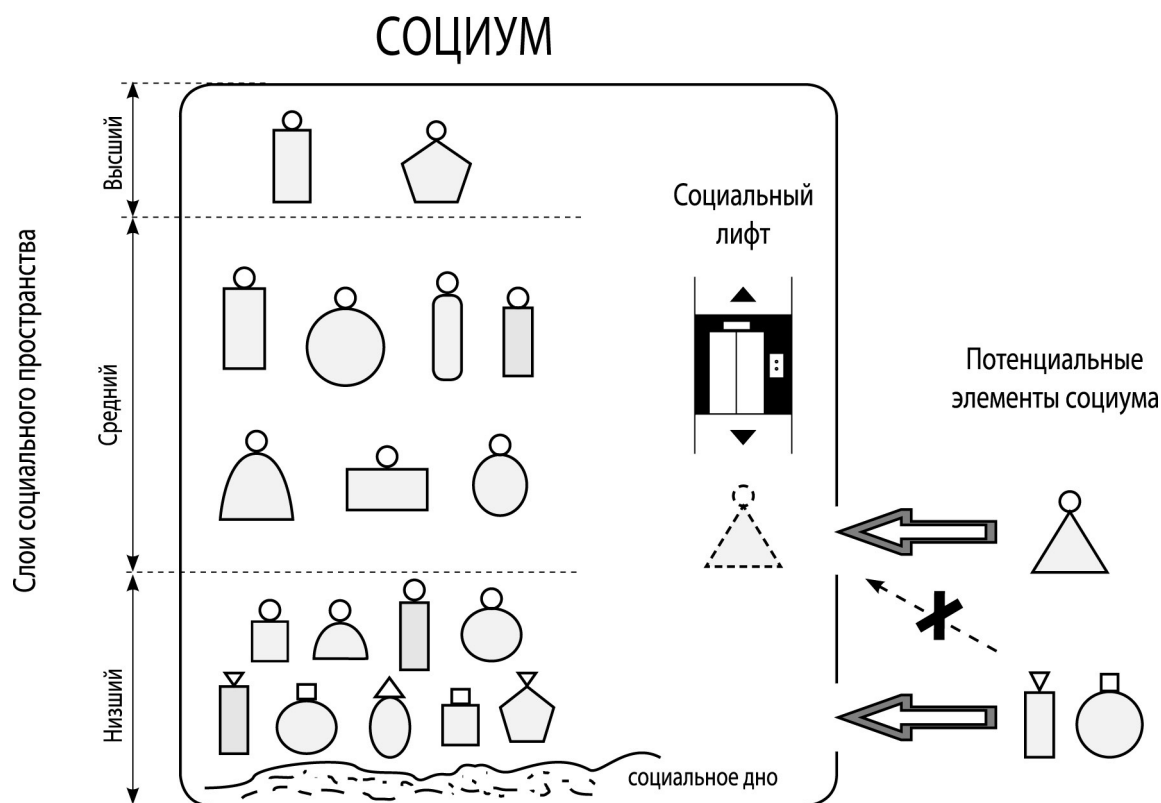 СОЦИУМ
Слои социального пространства
Высший
Средний
Низший
Социальный
лифт
Потенциальные
элементы социума
социальное дно